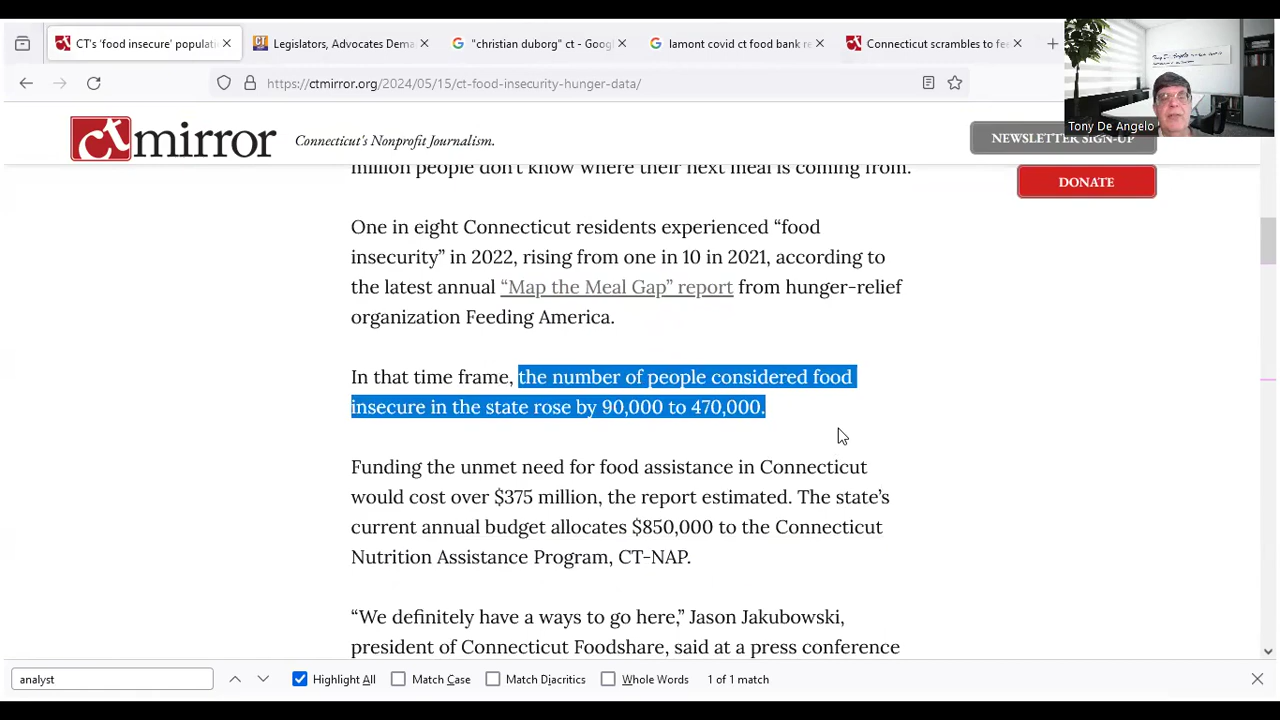 CT's 'food insecure' populati
Legislators, Advocates Dema
"christian duborg" ct - Goog
lamont covid ct food bank re
Connecticut scrambles to fe
https://ctmirror.org/2024/05/15/ct-food-insecurity-hunger-data/
Tony De Angelo
ct mirror
Connecticut's Nonprofit Journalism.
NEWSLETTER SIGN-UP
DONATE
million people don't know where their next meal is coming from.
One in eight Connecticut residents experienced “food
insecurity” in 2022, rising from one in 10 in 2021, according to
the latest annual “Map the Meal Gap” report from hunger-relief
organization Feeding America.
In that time frame, the number of people considered food
insecure in the state rose by 90,000 to 470,000.
Funding the unmet need for food assistance in Connecticut
would cost over $375 million, the report estimated. The state’s
current annual budget allocates $850,000 to the Connecticut
Nutrition Assistance Program, CT-NAP.
“We definitely have a ways to go here,” Jason Jakubowski,
president of Connecticut Foodshare, said at a press conference
analyst
Highlight All
Match Case
Match Diacritics
Whole Words
1 of 1 match